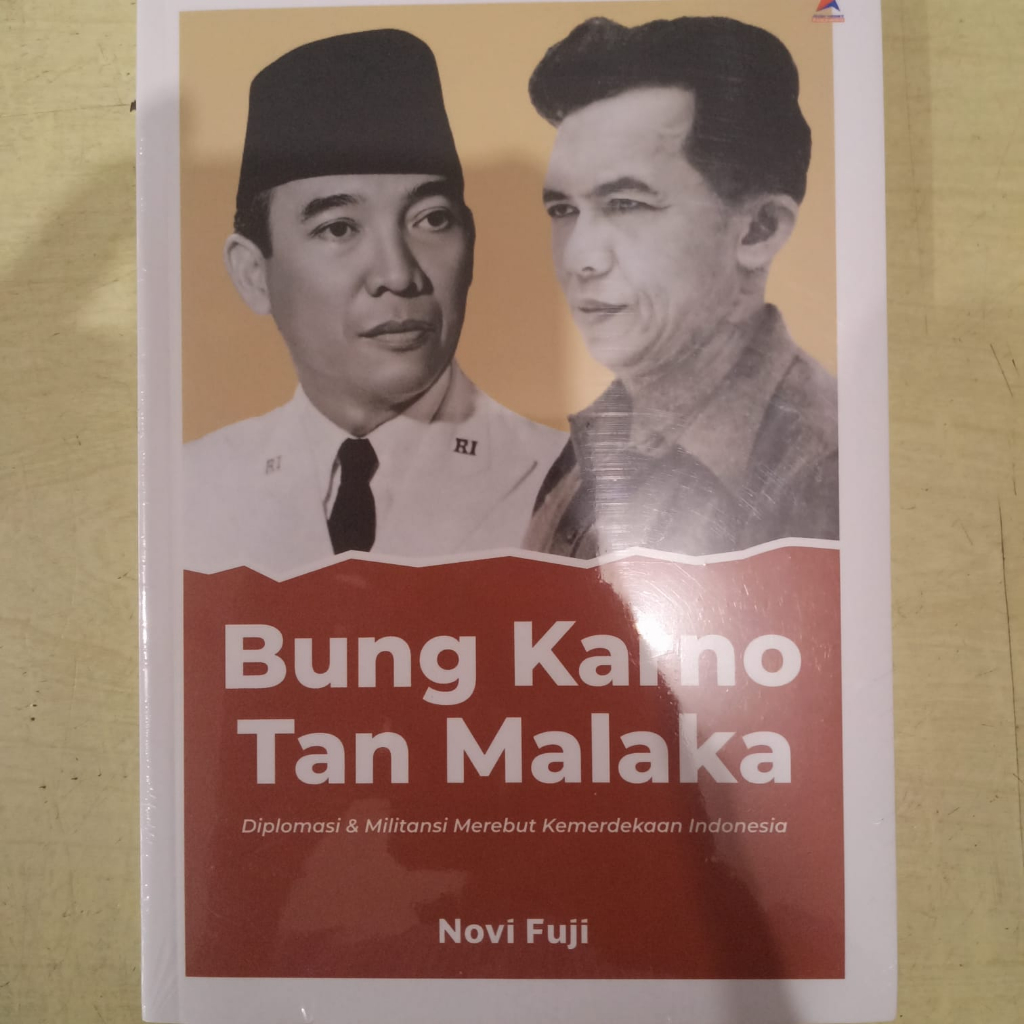 RI
RI
Bung Karno
Tan Malaka
Diplomasi & Militansi Merebut Kemerdekaan Indonesia
Novi Fuji